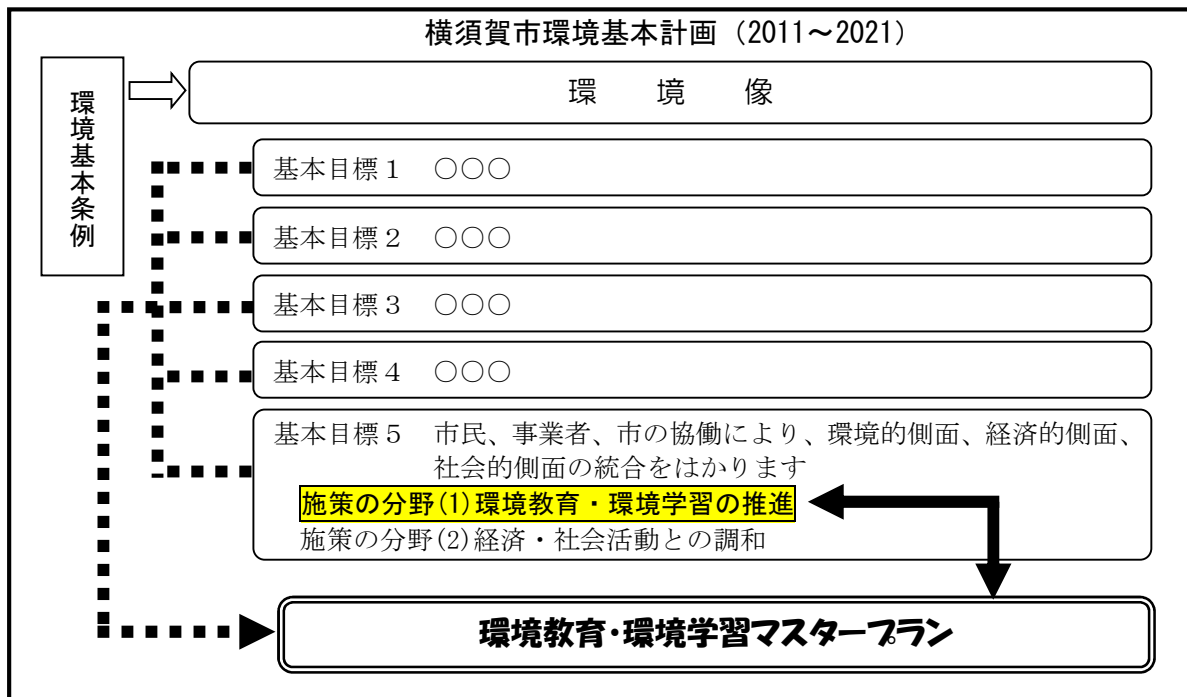 横須賀市環境基本計画（2011～2021）
環境基本条例
環　境　像
基本目標１　○○○
基本目標２　○○○
基本目標３　○○○
基本目標４　○○○
基本目標５　市民、事業者、市の協働により、環境的側面、経済的側面、
社会的側面の統合をはかります
施策の分野(1)環境教育・環境学習の推進
施策の分野(2)経済・社会活動との調和
環境教育･環境学習マスタープラン